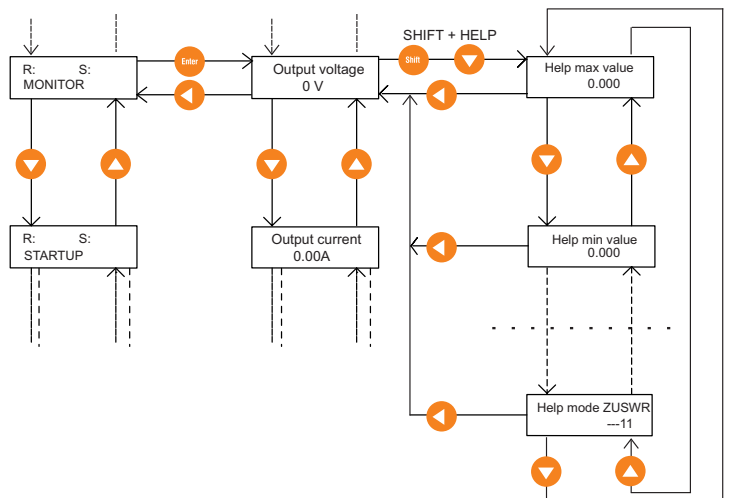 SHIFT + HELP
R: S:
MONITOR
Enter
Output voltage
0 V
Shift
Help max value
0.000
R: S:
STARTUP
Output current
0.00A
Help min value
0.000
Help mode ZUSWR
---11